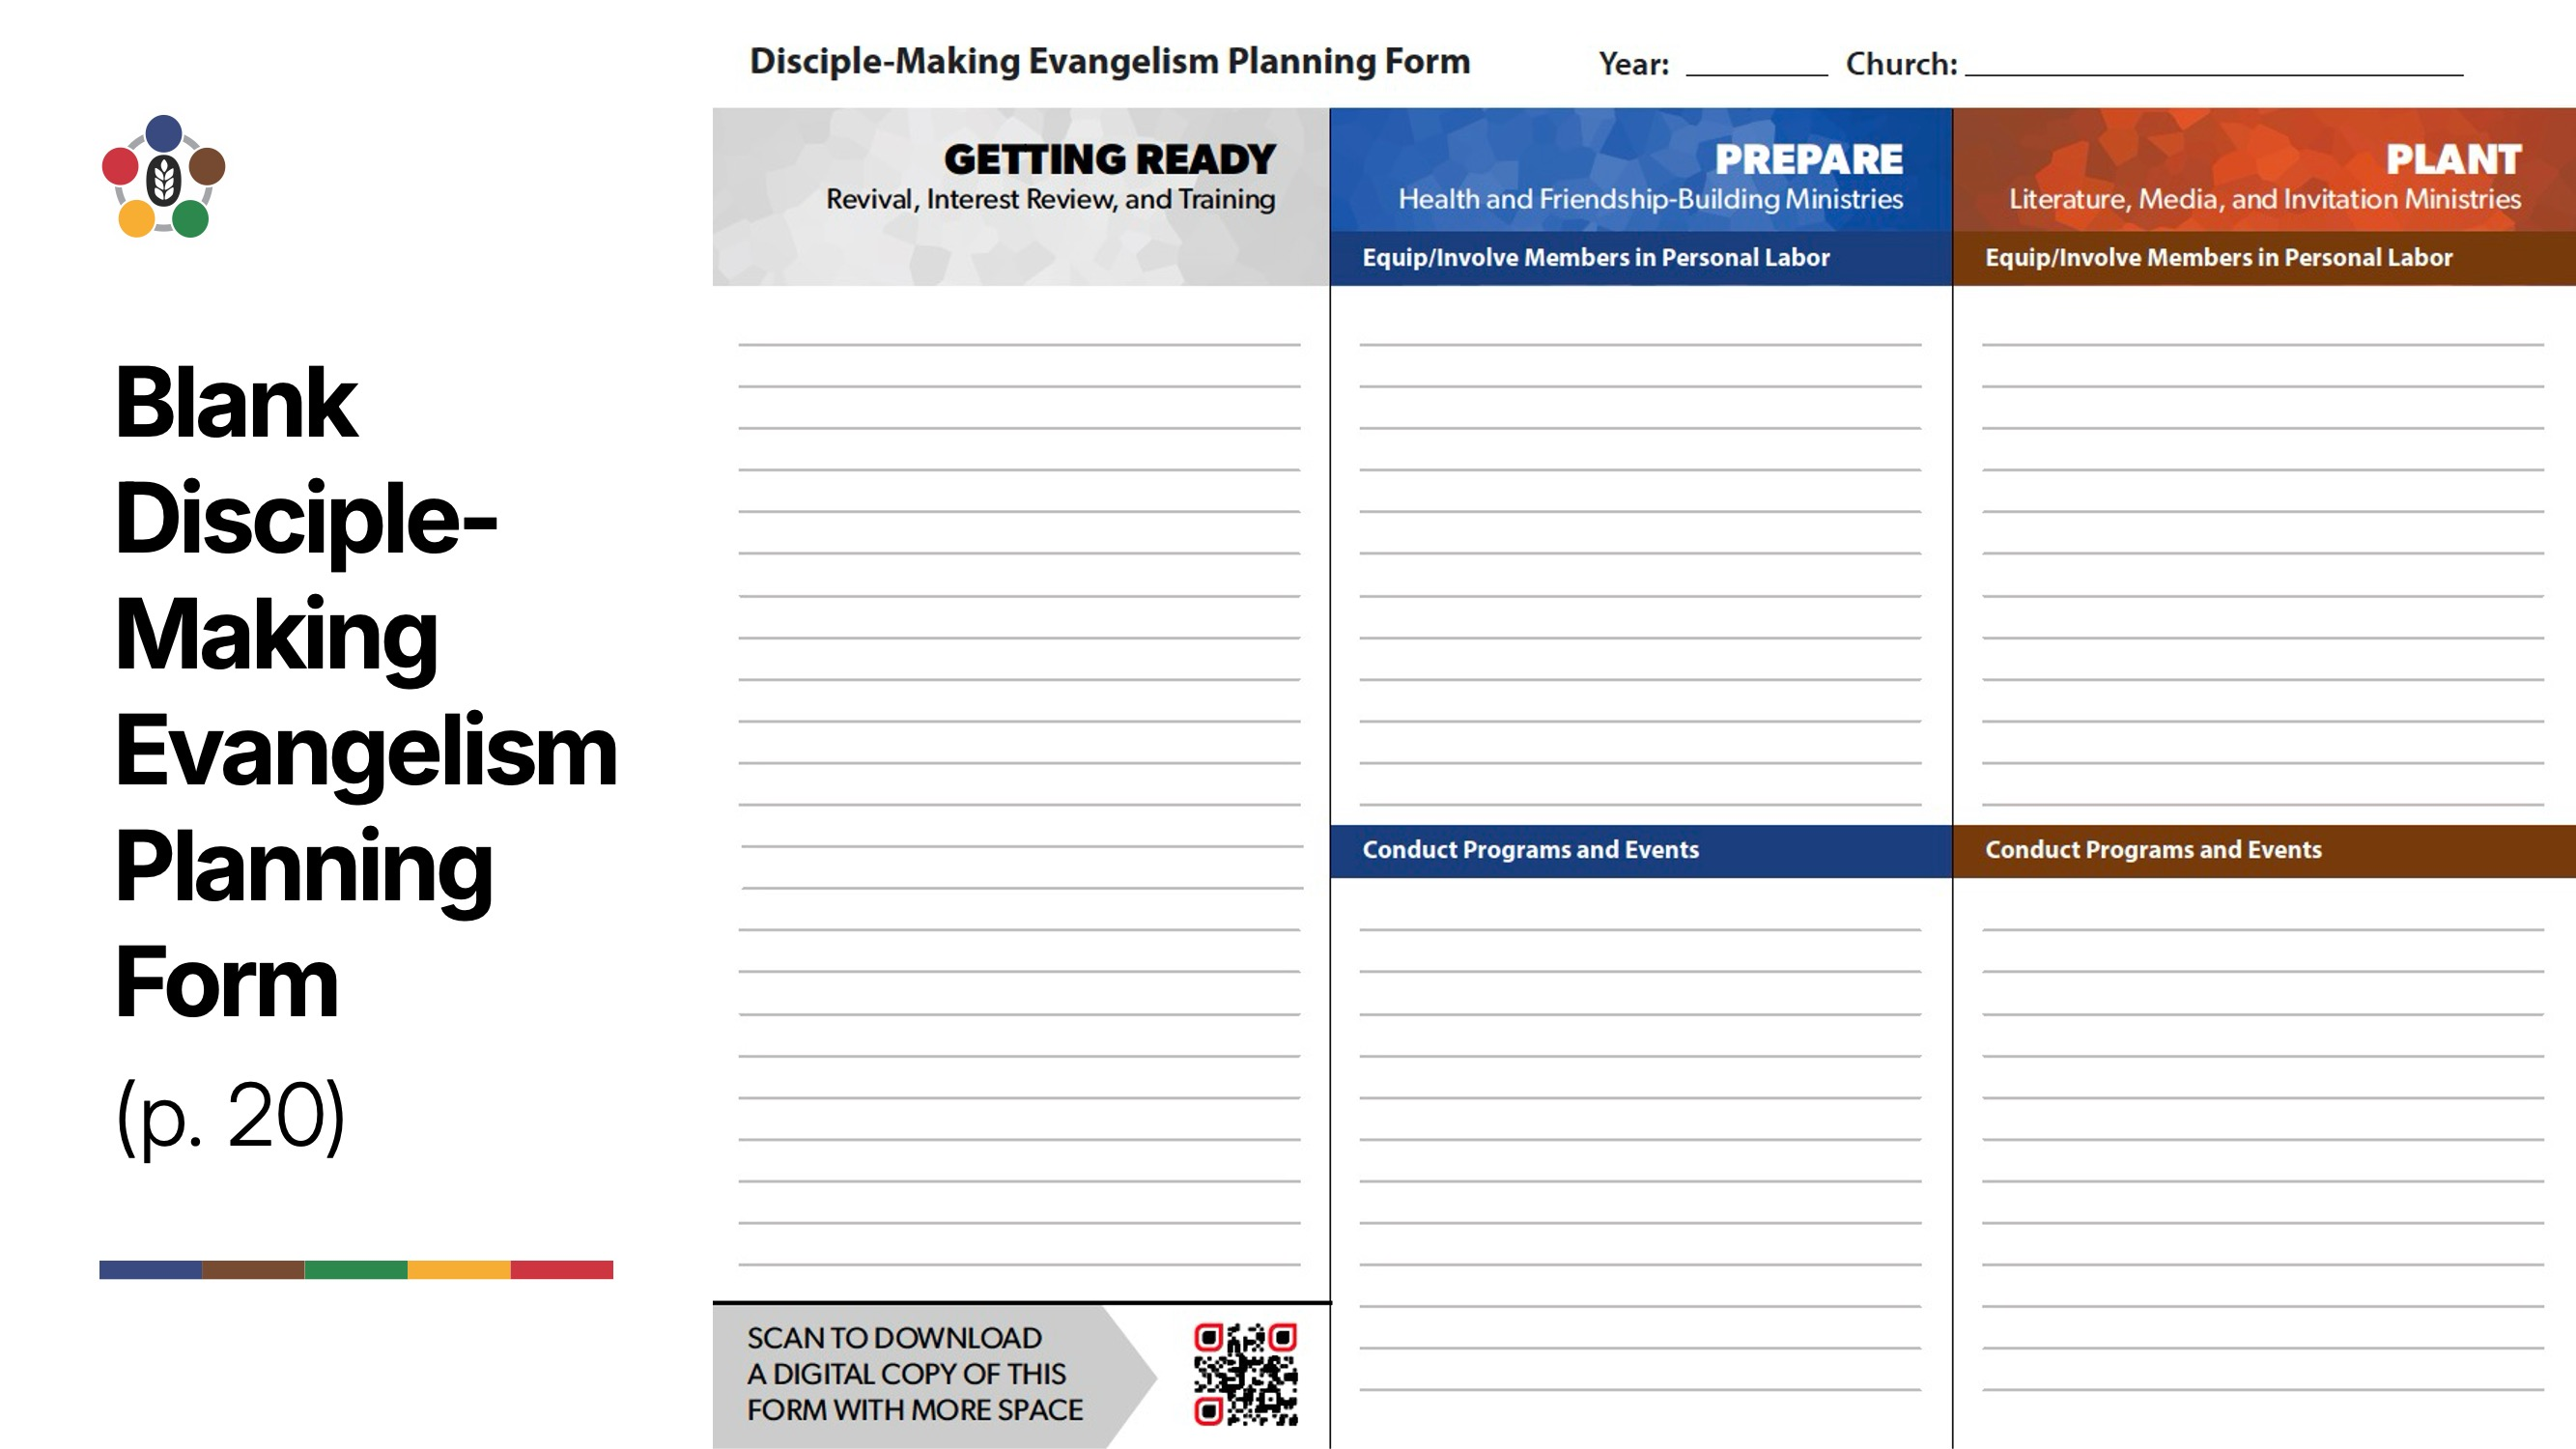 Blank
Disciple-
Making
Evangelism
Planning
Form
(p. 20)
Disciple-Making Evangelism Planning Form Year: Church:
GETTING READY
Revival, Interest Review, and Training
PREPARE
Health and Friendship-Building Ministries
Equip/Involve Members in Personal Labor
Conduct Programs and Events
PLANT
Literature, Media, and Invitation Ministries
Equip/Involve Members in Personal Labor
Conduct Programs and Events
SCAN TO DOWNLOAD
A DIGITAL COPY OF THIS
FORM WITH MORE SPACE